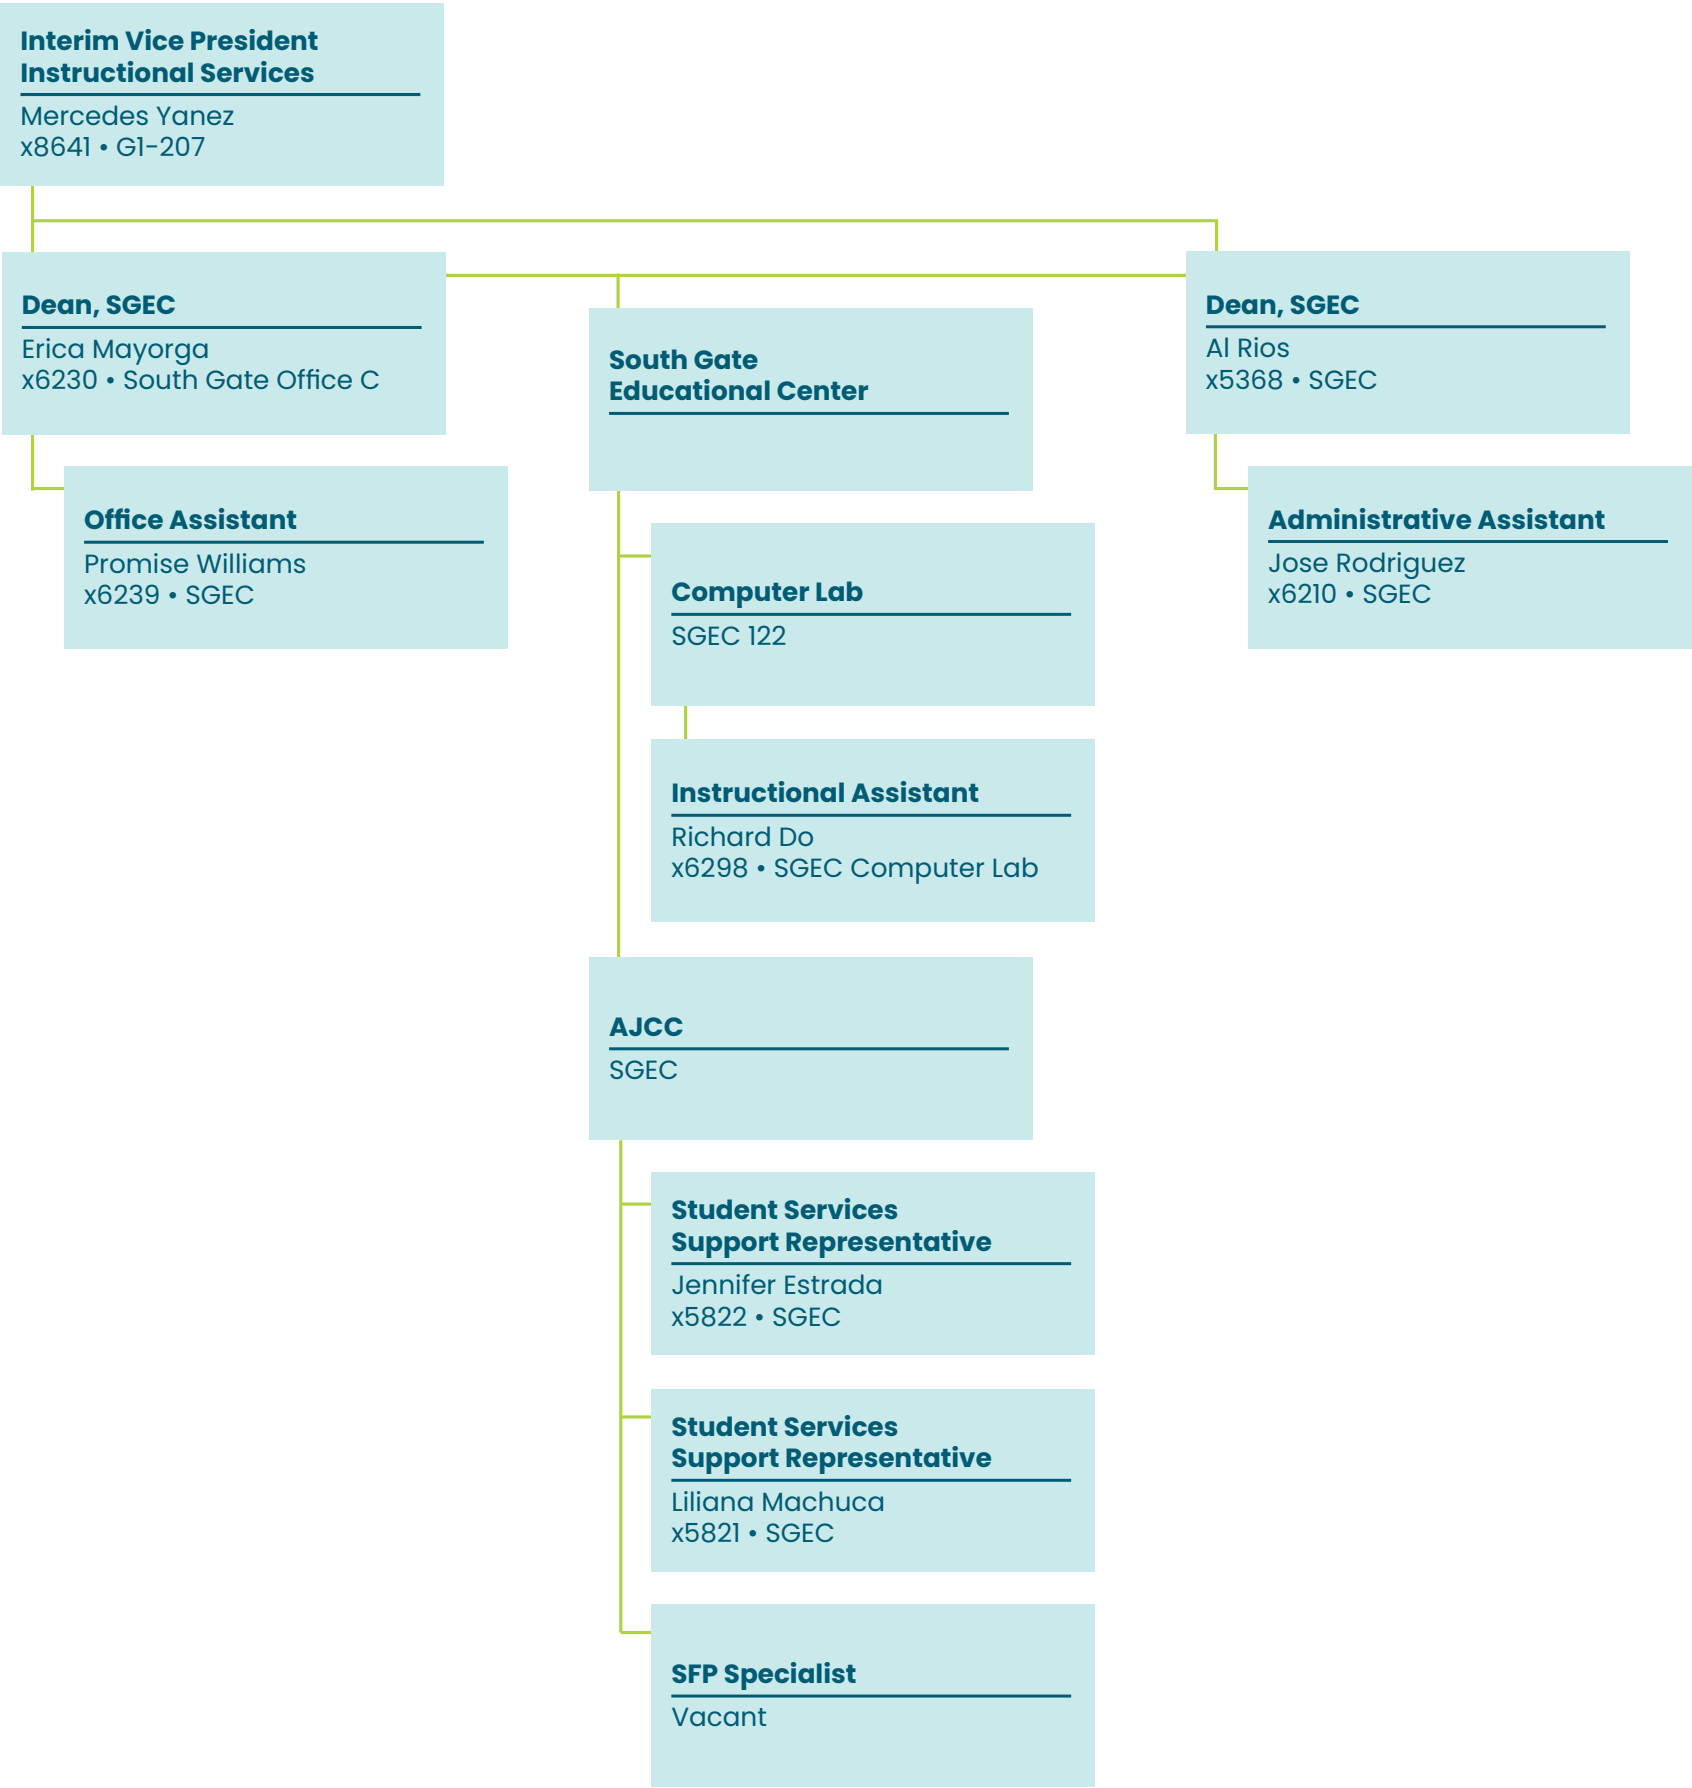 Interim Vice President
Instructional Services
Mercedes Yanez
x8641 • G1-207
Dean, SGEC
Erica Mayorga
x6230 • South Gate Office C
Office Assistant
Promise Williams
x6239 • SGEC
South Gate
Educational Center
Computer Lab
SGEC 122
Instructional Assistant
Richard Do
x6298 • SGEC Computer Lab
AJCC
SGEC
Student Services
Support Representative
Jennifer Estrada
x5822 • SGEC
Student Services
Support Representative
Liliana Machuca
x5821 • SGEC
SFP Specialist
Vacant
Dean, SGEC
Al Rios
x5368 • SGEC
Administrative Assistant
Jose Rodriguez
x6210 • SGEC